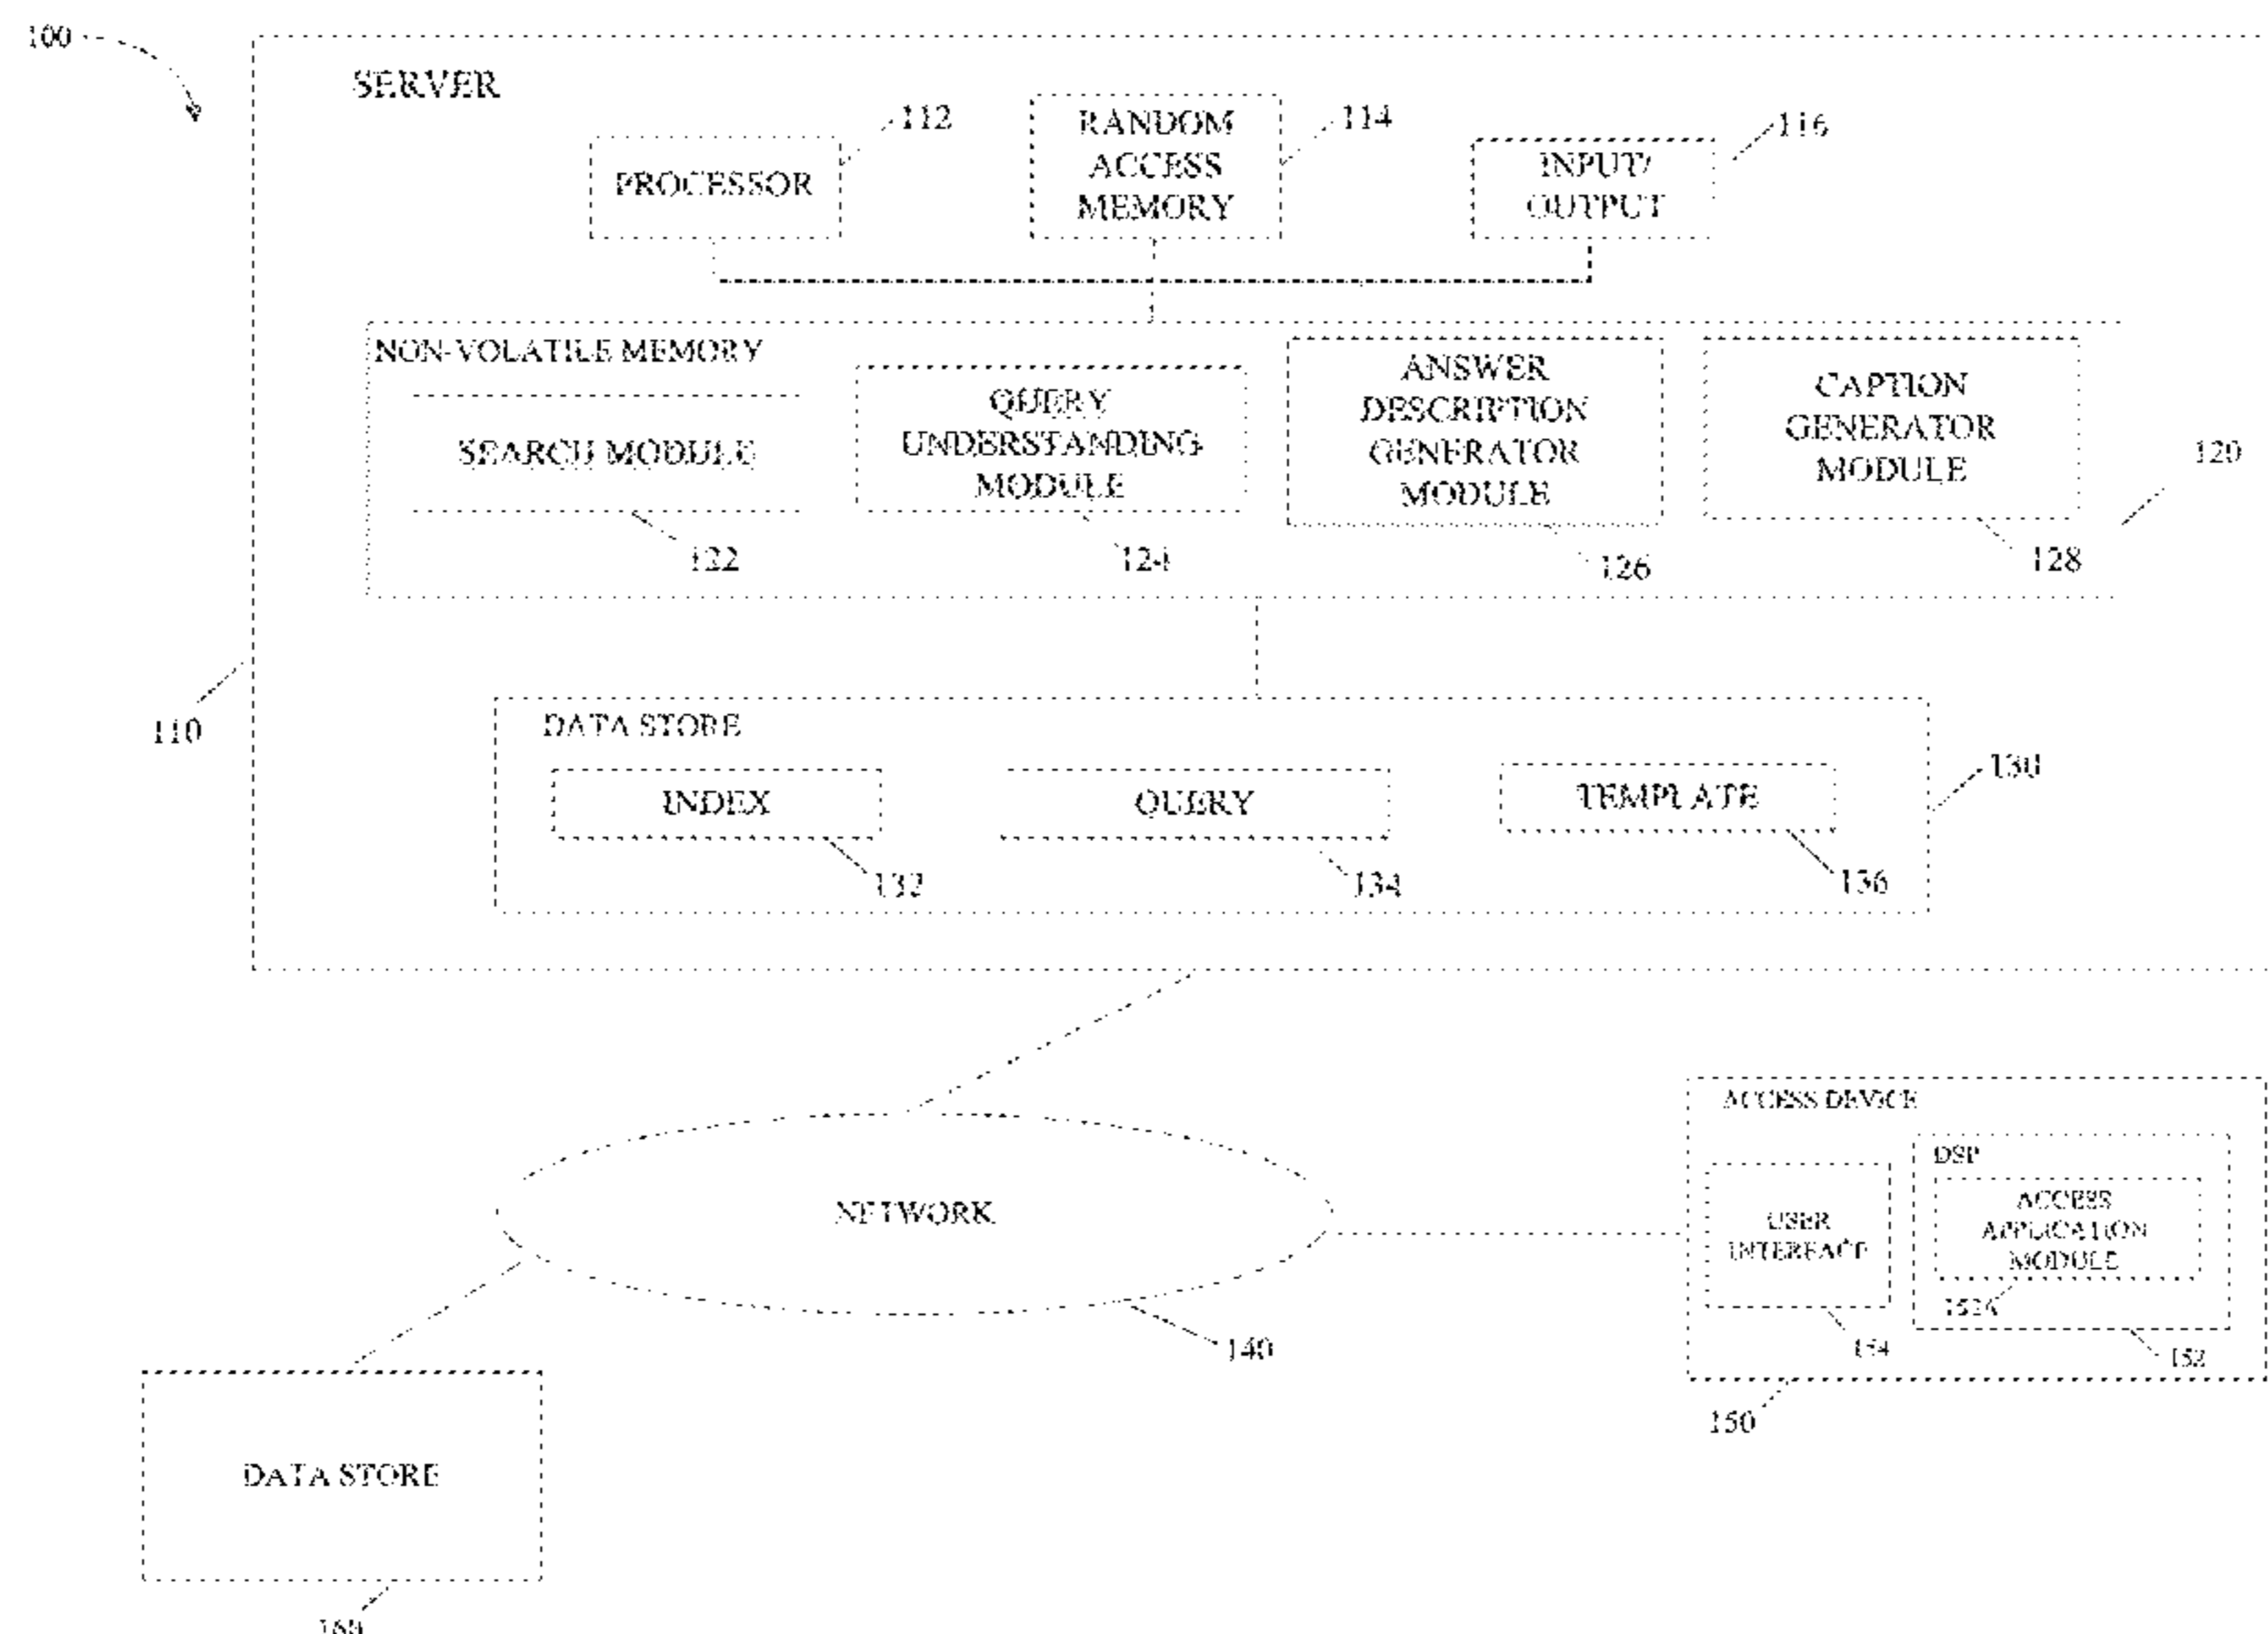 100
SERVER
112
114
116
PROCESSOR
RANDOM
ACCESS
MEMORY
INPUT/
OUTPUT
NON-VOLATILE MEMORY
SEARCH MODULE
QUERY
UNDERSTANDING
MODULE
ANSWER
DESCRIPTION
GENERATOR
MODULE
CAPTION
GENERATOR
MODULE
120
122
124
126
128
110
DATA STORE
130
INDEX
QUERY
TEMPLATE
132
134
136
NETWORK
140
ACCESS DEVICE
USER
INTERFACE
DSP
ACCESS
APPLICATION
MODULE
152A
154
152
150
DATA STORE
160